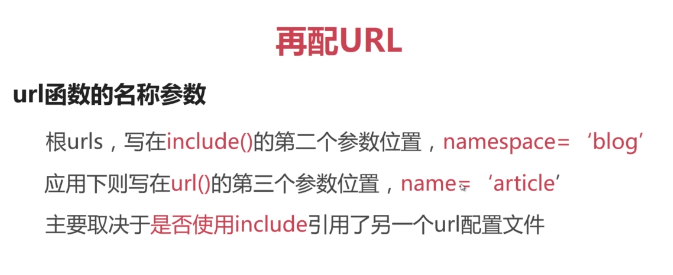 再配URL
url函数的名称参数
根urls，写在include()的第二个参数位置，namespace=‘blog’
应用下则写在url()的第三个参数位置，name=‘article’
主要取决于是否使用include引用了另一个url配置文件